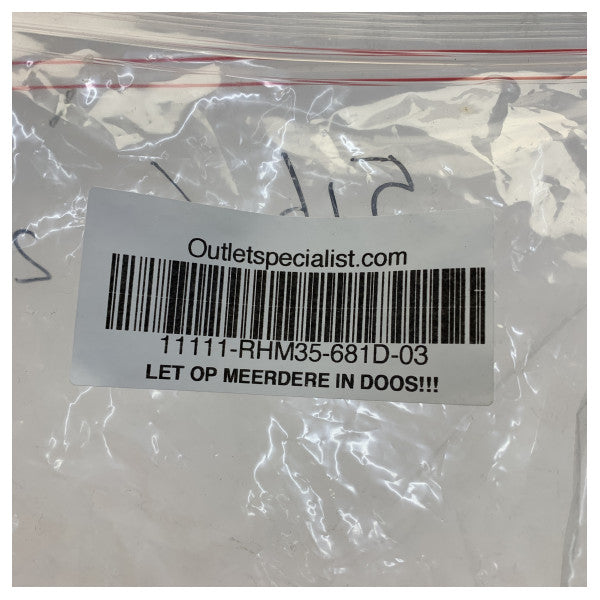 Outletspecialist.com
11111-RHM35-681D-03
LET OP MEERDERE IN DOOS!!!